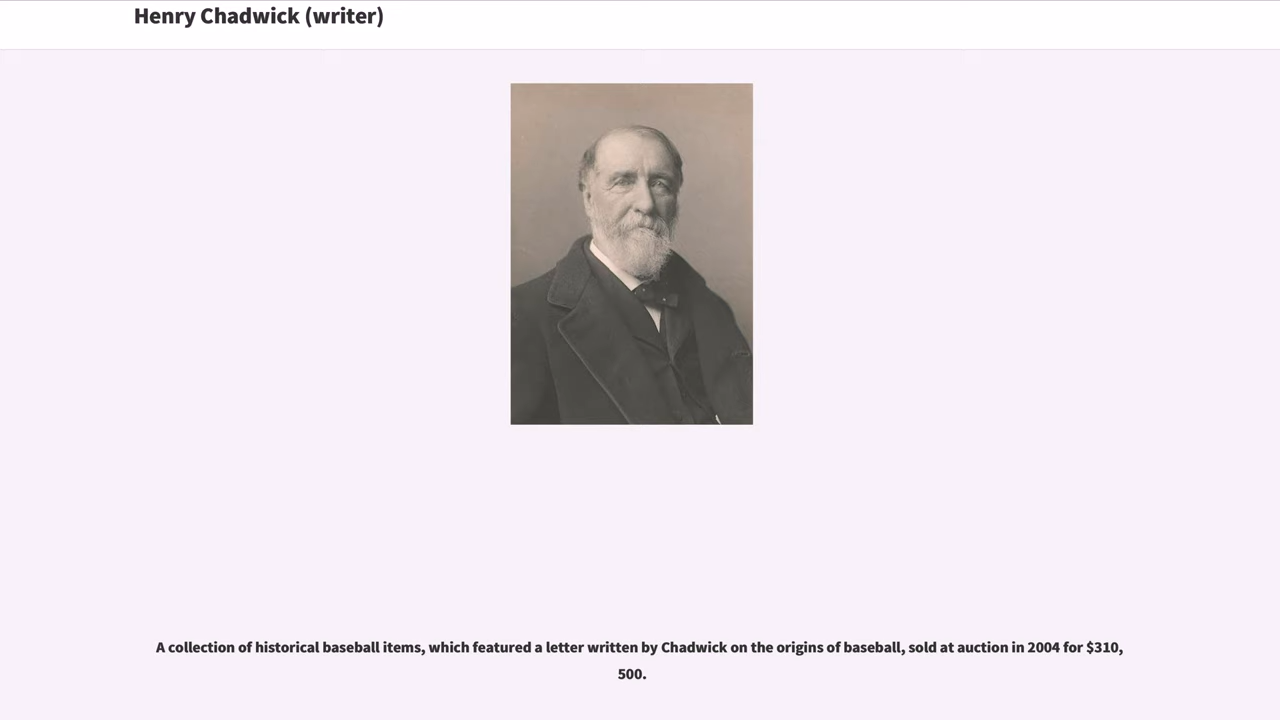 Henry Chadwick (writer)
A collection of historical baseball items, which featured a letter written by Chadwick on the origins of baseball, sold at auction in 2004 for $310,
500.